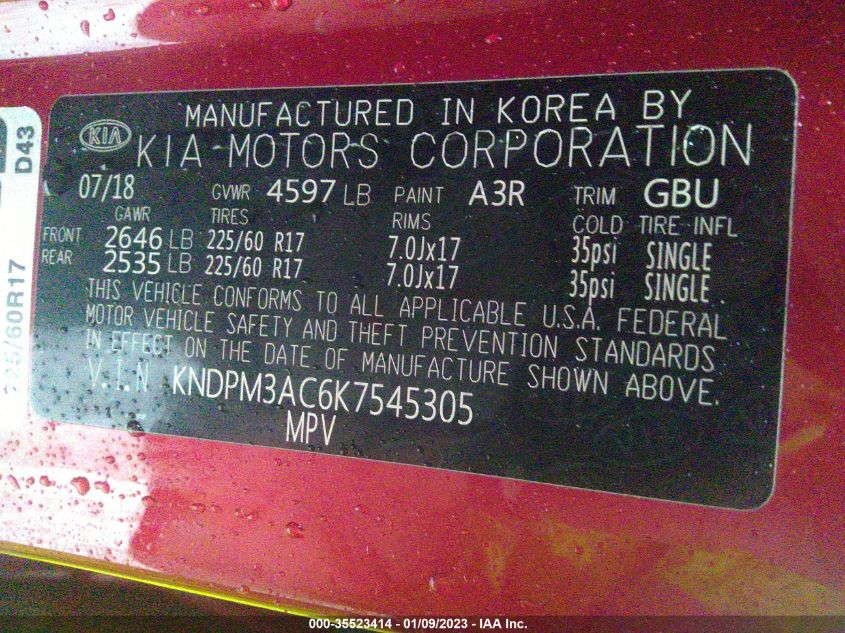 MANUFACTURED IN KOREA BY
KIA KIA MOTORS CORPORATION
07/18 GVWR 4597 LB PAINT A3R TRIM GBU
GAWR TIRES RIMS COLD TIRE INFL
FRONT 2646 LB 225/60 R17 7.0Jx17 35psi SINGLE
REAR 2535 LB 225/60 R17 7.0Jx17 35psi SINGLE
THIS VEHICLE CONFORMS TO ALL APPLICABLE U.S.A. FEDERAL
MOTOR VEHICLE SAFETY AND THEFT PREVENTION STANDARDS
IN EFFECT ON THE DATE OF MANUFACTURE SHOWN ABOVE.
V.I.N KNDPM3AC6K7545305
MPV
D43
225/60R17
000-35523414 - 01/09/2023 - IAA Inc.